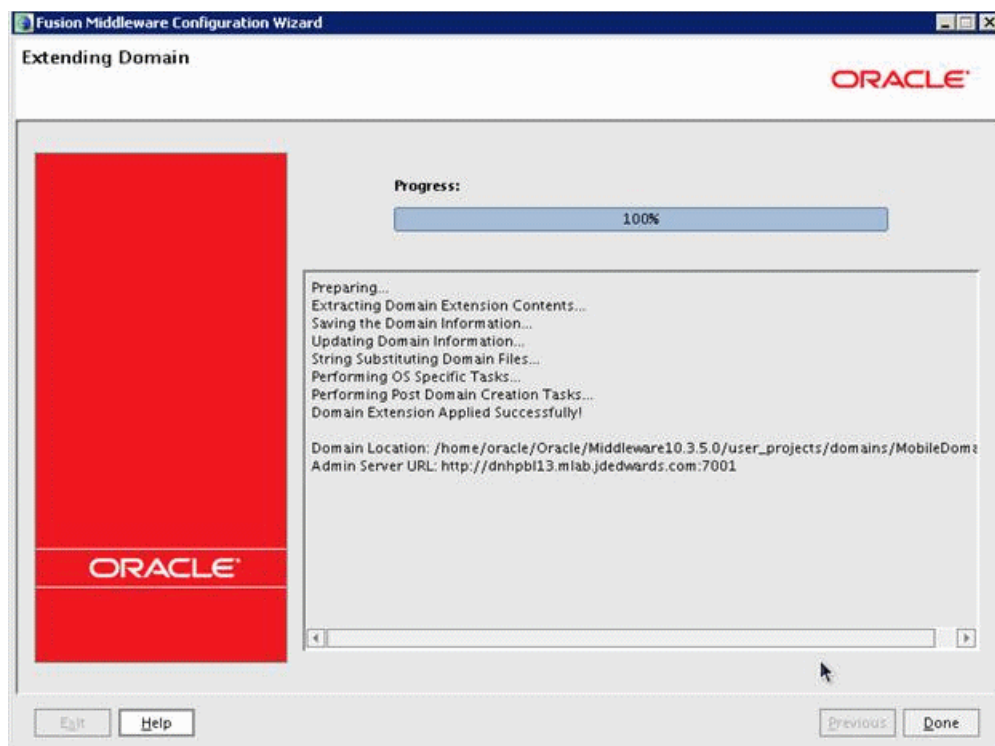 Fusion Middleware Configuration Wizard
Extending Domain
ORACLE
Progress:
100%
Preparing...
Extracting Domain Extension Contents...
Saving the Domain Information...
Updating Domain Information...
String Substituting Domain Files...
Performing OS Specific Tasks...
Performing Post Domain Creation Tasks...
Domain Extension Applied Successfully!
Domain Location: /home/oracle/Oracle/Middleware10.3.5.0/user_projects/domains/MobileDoma
Admin Server URL: http://dnhpbl13.mlab.jdedwards.com:7001
ORACLE
Exit
Help
Previous
Done